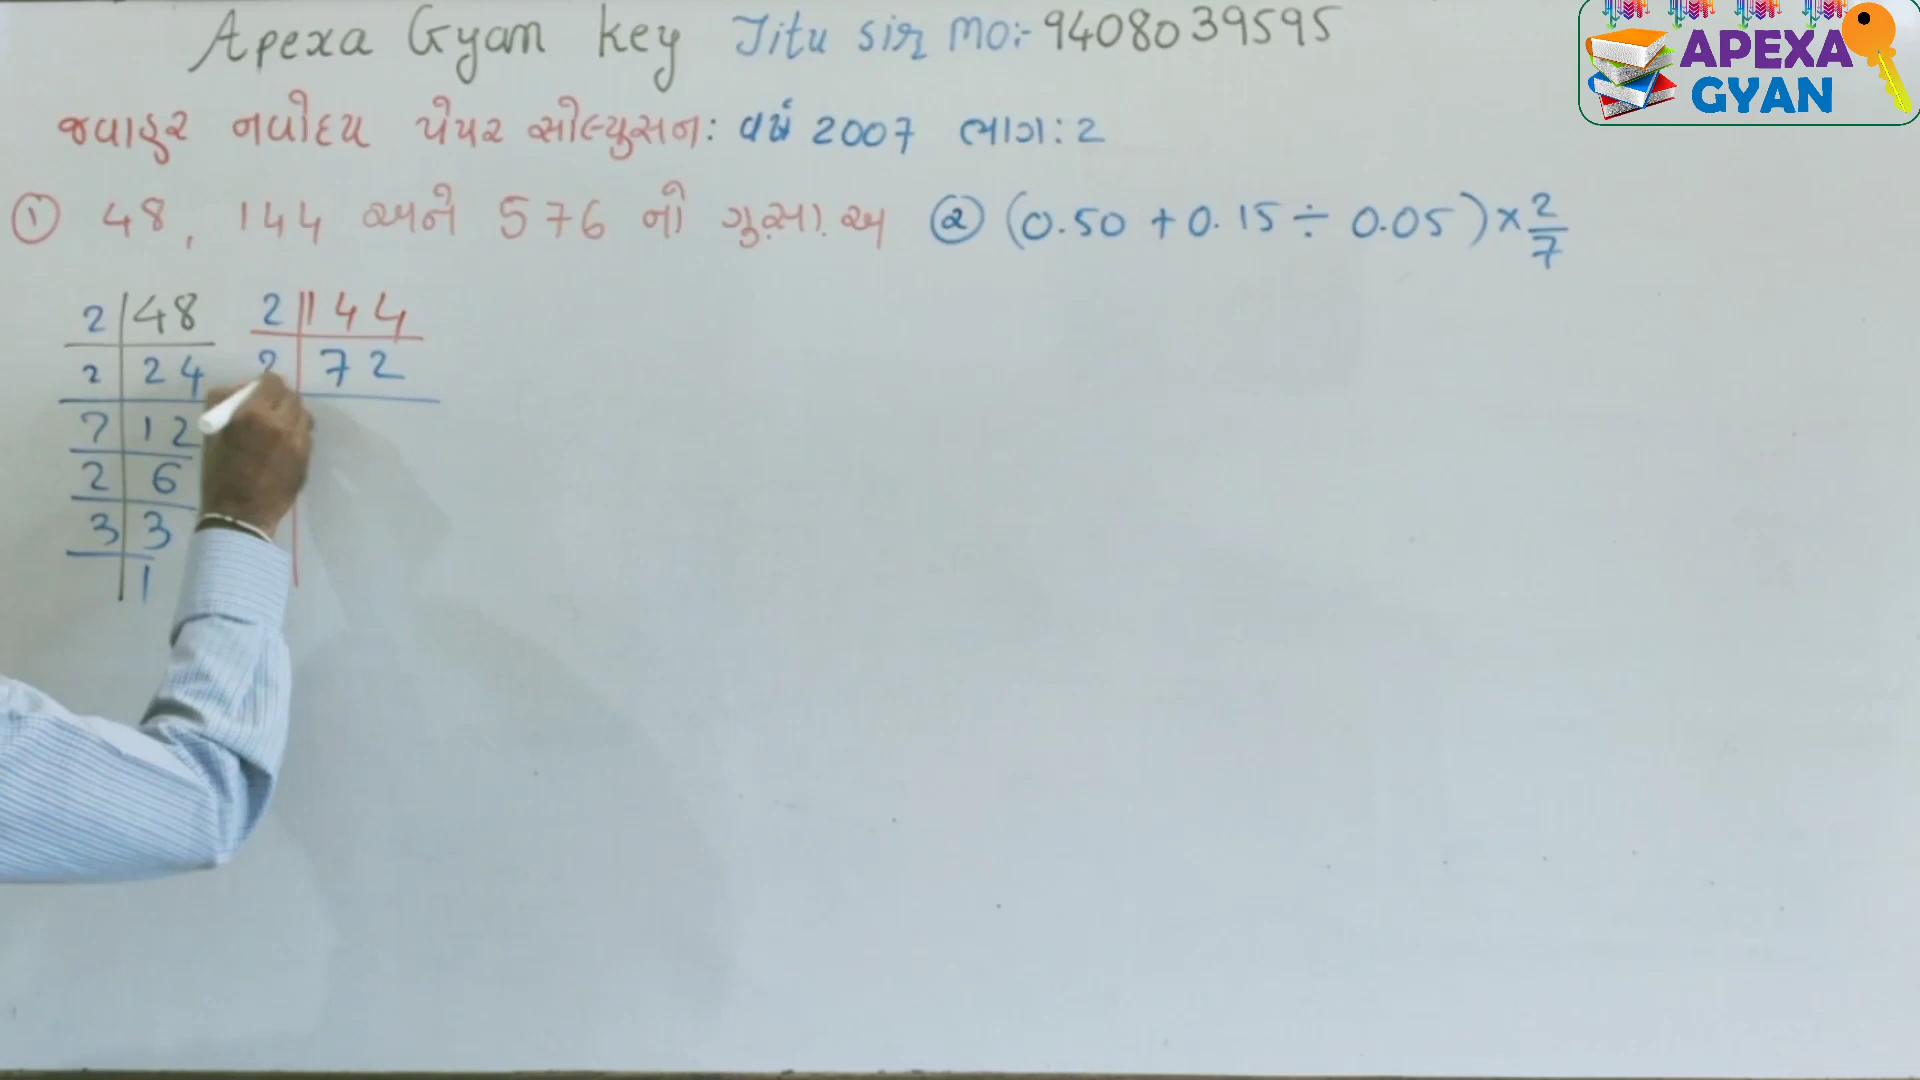 Apexa Gyan key Jitu sir Mo:- 9408039595
APEXA
GYAN
જવાહર નવોદય પેપર સોલ્યુસન: વર્ષ 2007 ભાગ: 2
① 48, 144 અને 576 નો ગુ.સા.અ ② (0.50 + 0.15 ÷ 0.05) × 2/7
2 | 48
2 | 24
2 | 12
2 | 6
3 | 3
1
2 | 144
2 | 72